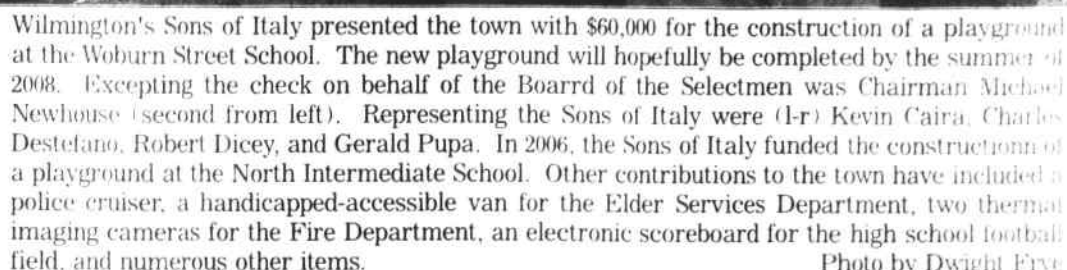 Wilmington's Sons of Italy presented the town with $60,000 for the construction of a playground
at the Woburn Street School. The new playground will hopefully be completed by the summer of
2008. Excepting the check on behalf of the Boarrd of the Selectmen was Chairman Michael
Newhouse (second from left). Representing the Sons of Italy were (l-r) Kevin Caira, Charles
Destefano, Robert Dicey, and Gerald Pupa. In 2006, the Sons of Italy funded the constructionn of
a playground at the North Intermediate School. Other contributions to the town have included a
police cruiser, a handicapped-accessible van for the Elder Services Department, two thermal
imaging cameras for the Fire Department, an electronic scoreboard for the high school football
field, and numerous other items. Photo by Dwight Frye